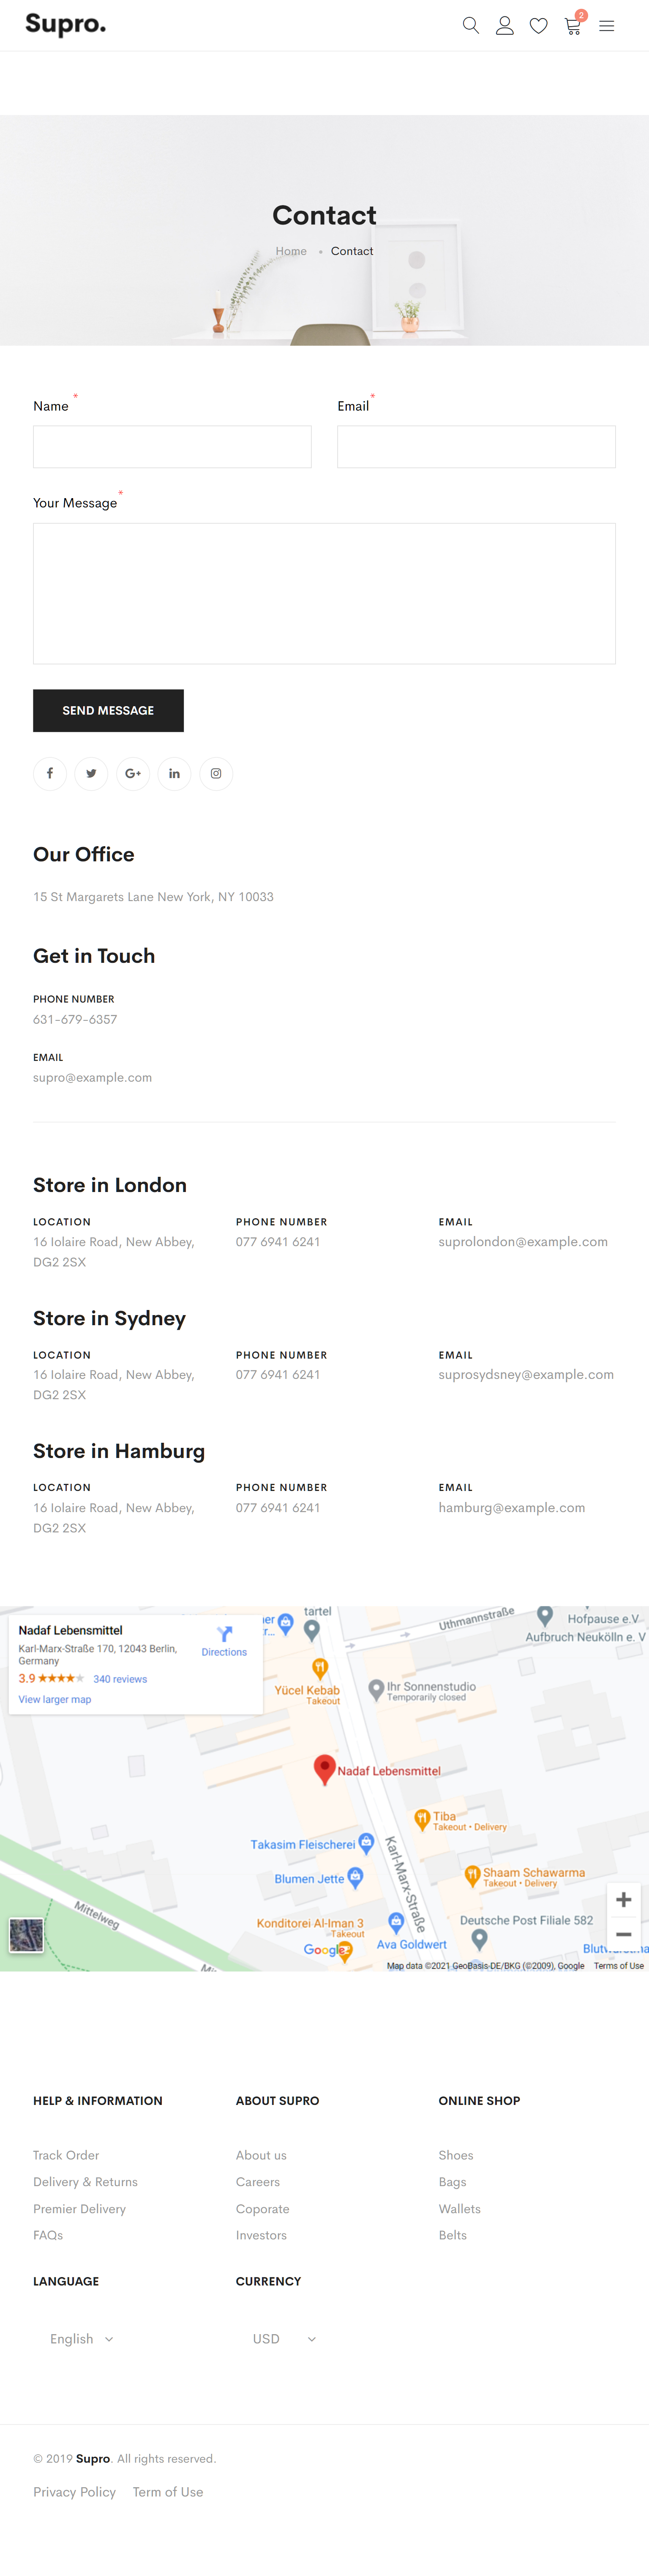 Supro.
2
Contact
Home • Contact
Name *
Email *
Your Message *
SEND MESSAGE
Our Office
15 St Margarets Lane New York, NY 10033
Get in Touch
PHONE NUMBER
631-679-6357
EMAIL
supro@example.com
Store in London
LOCATION
16 Iolaire Road, New Abbey,
DG2 2SX
PHONE NUMBER
077 6941 6241
EMAIL
suprolondon@example.com
Store in Sydney
LOCATION
16 Iolaire Road, New Abbey,
DG2 2SX
PHONE NUMBER
077 6941 6241
EMAIL
suprosydsney@example.com
Store in Hamburg
LOCATION
16 Iolaire Road, New Abbey,
DG2 2SX
PHONE NUMBER
077 6941 6241
EMAIL
hamburg@example.com
Nadaf Lebensmittel
Karl-Marx-Straße 170, 12043 Berlin,
Germany
3.9 340 reviews
View larger map
Directions
tartel
Uthmannstraße
Hofpause e.V
Aufbruch Neukölln e. V
Yücel Kebab
Takeout
Ihr Sonnenstudio
Temporarily closed
Nadaf Lebensmittel
Tiba
Takeout • Delivery
Takasim Fleischerei
Karl-Marx-Straße
Blumen Jette
Shaam Schawarma
Takeout • Delivery
Mittelweg
Konditorei Al-Iman 3
Takeout
Deutsche Post Filiale 582
Ava Goldwert
Google
Map data ©2021 GeoBasis-DE/BKG (©2009), Google Terms of Use
HELP & INFORMATION
Track Order
Delivery & Returns
Premier Delivery
FAQs
ABOUT SUPRO
About us
Careers
Coporate
Investors
ONLINE SHOP
Shoes
Bags
Wallets
Belts
LANGUAGE
English
CURRENCY
USD
© 2019 Supro. All rights reserved.
Privacy Policy Term of Use